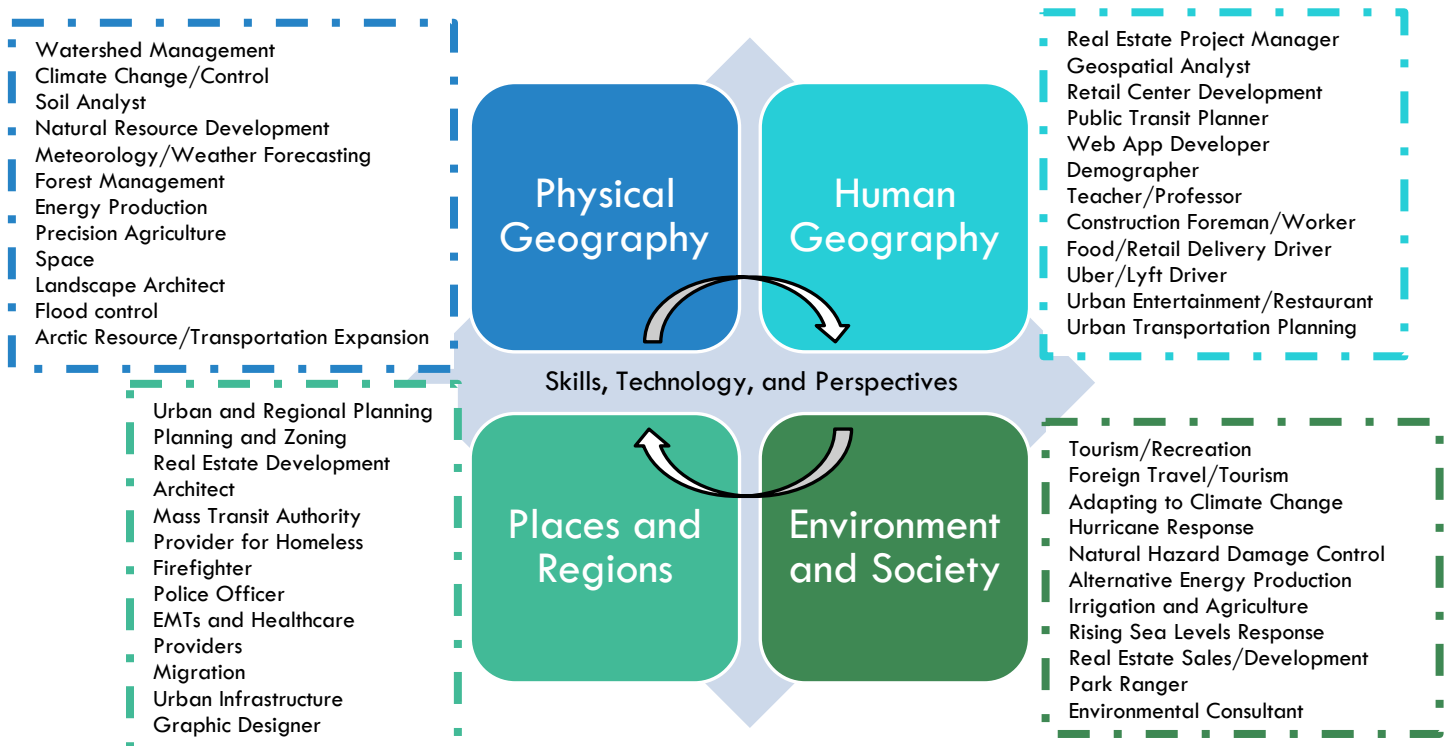 Watershed Management
Climate Change/Control
Soil Analyst
Natural Resource Development
Meteorology/Weather Forecasting
Forest Management
Energy Production
Precision Agriculture
Space
Landscape Architect
Flood control
Arctic Resource/Transportation Expansion
Physical
Geography
Human
Geography
Real Estate Project Manager
Geospatial Analyst
Retail Center Development
Public Transit Planner
Web App Developer
Demographer
Teacher/Professor
Construction Foreman/Worker
Food/Retail Delivery Driver
Uber/Lyft Driver
Urban Entertainment/Restaurant
Urban Transportation Planning
Skills, Technology, and Perspectives
Urban and Regional Planning
Planning and Zoning
Real Estate Development
Architect
Mass Transit Authority
Provider for Homeless
Firefighter
Police Officer
EMTs and Healthcare
Providers
Migration
Urban Infrastructure
Graphic Designer
Places and
Regions
Environment
and Society
Tourism/Recreation
Foreign Travel/Tourism
Adapting to Climate Change
Hurricane Response
Natural Hazard Damage Control
Alternative Energy Production
Irrigation and Agriculture
Rising Sea Levels Response
Real Estate Sales/Development
Park Ranger
Environmental Consultant